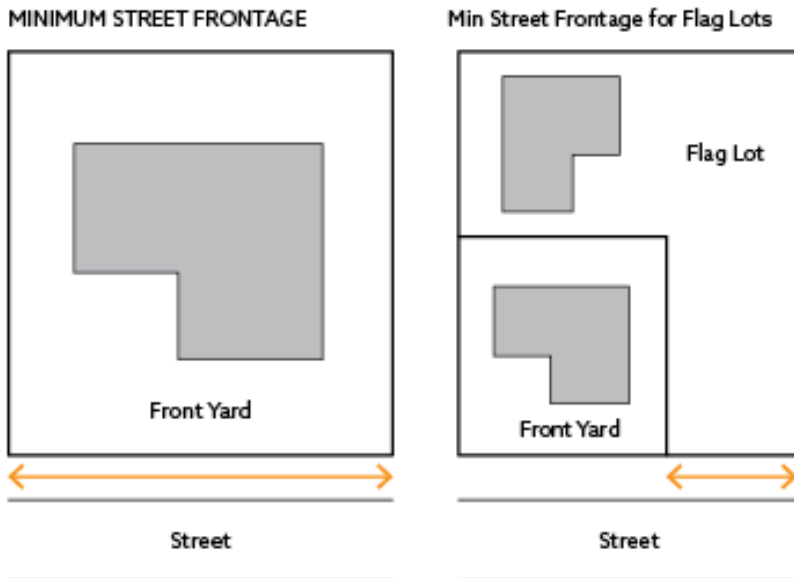 MINIMUM STREET FRONTAGE
Min Street Frontage for Flag Lots
Flag Lot
Front Yard
Front Yard
Street
Street